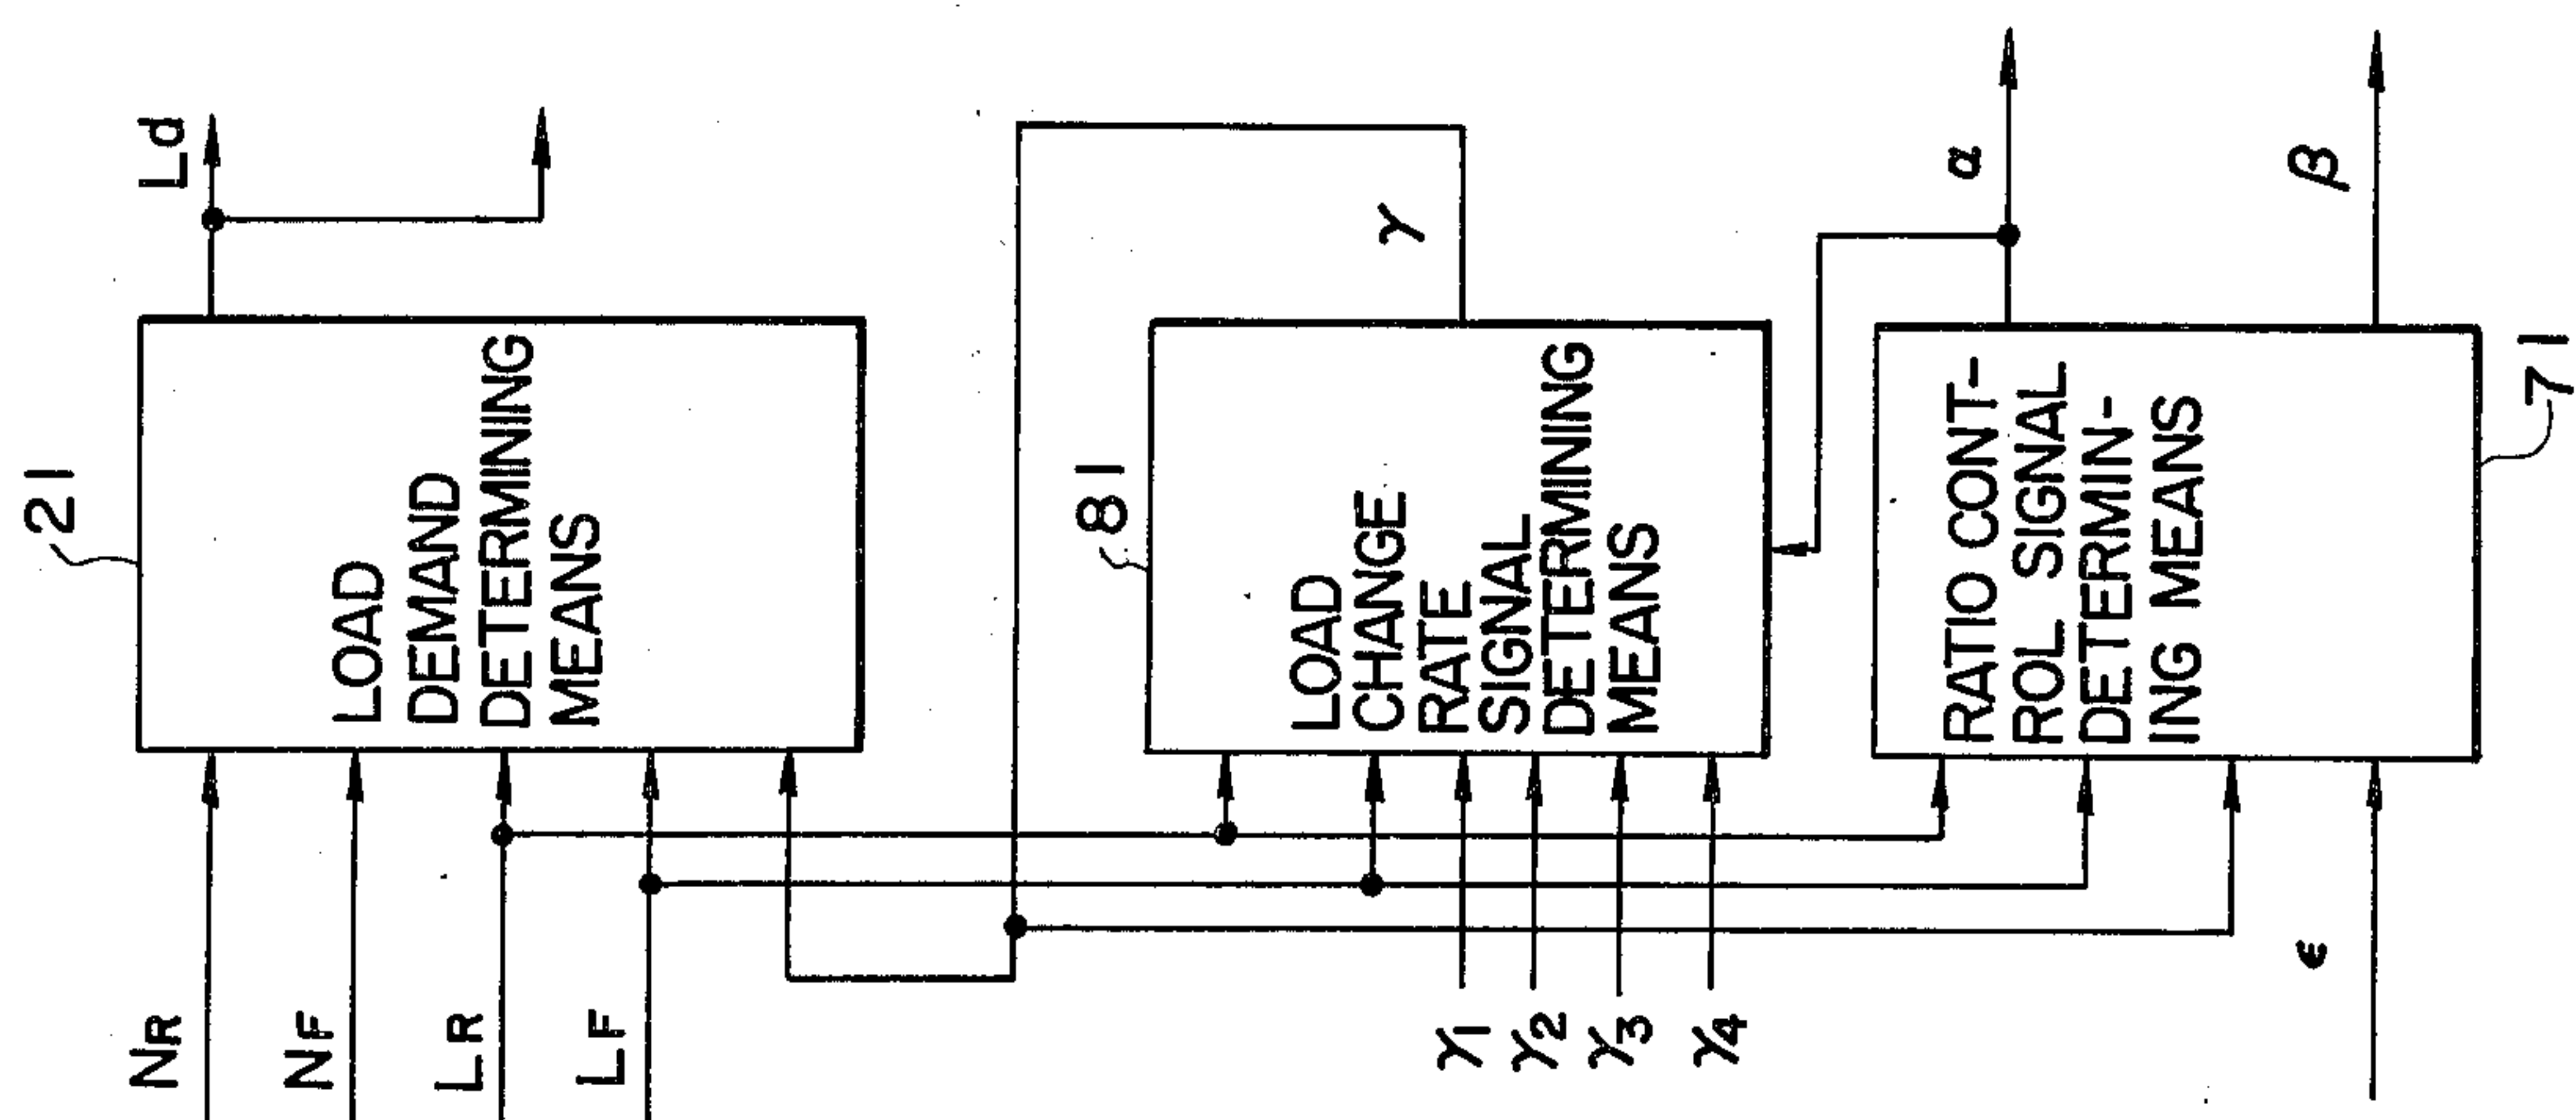 21
LOAD
DEMAND
DETERMINING
MEANS
Ld
NR
NF
LR
LF
81
LOAD
CHANGE
RATE
SIGNAL
DETERMINING
MEANS
γ
γ1
γ2
γ3
γ4
RATIO CONT-
ROL SIGNAL
DETERMIN-
ING MEANS
71
α
β
ϵ